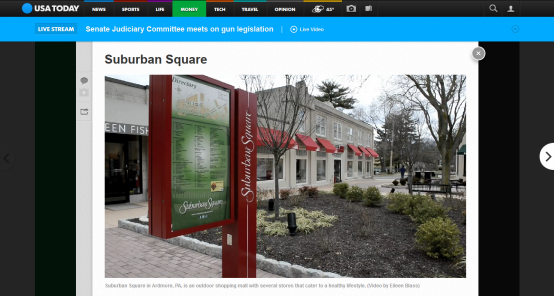 USA TODAY
NEWS
SPORTS
LIFE
MONEY
TECH
TRAVEL
OPINION
43°
LIVE STREAM
Senate Judiciary Committee meets on gun legislation
Live Video
Suburban Square
Directory
EEN FISH
Suburban Square
Suburban Square
Suburban Square in Ardmore, PA, is an outdoor shopping mall with several stores that cater to a healthy lifestyle. (Video by Eileen Blass)